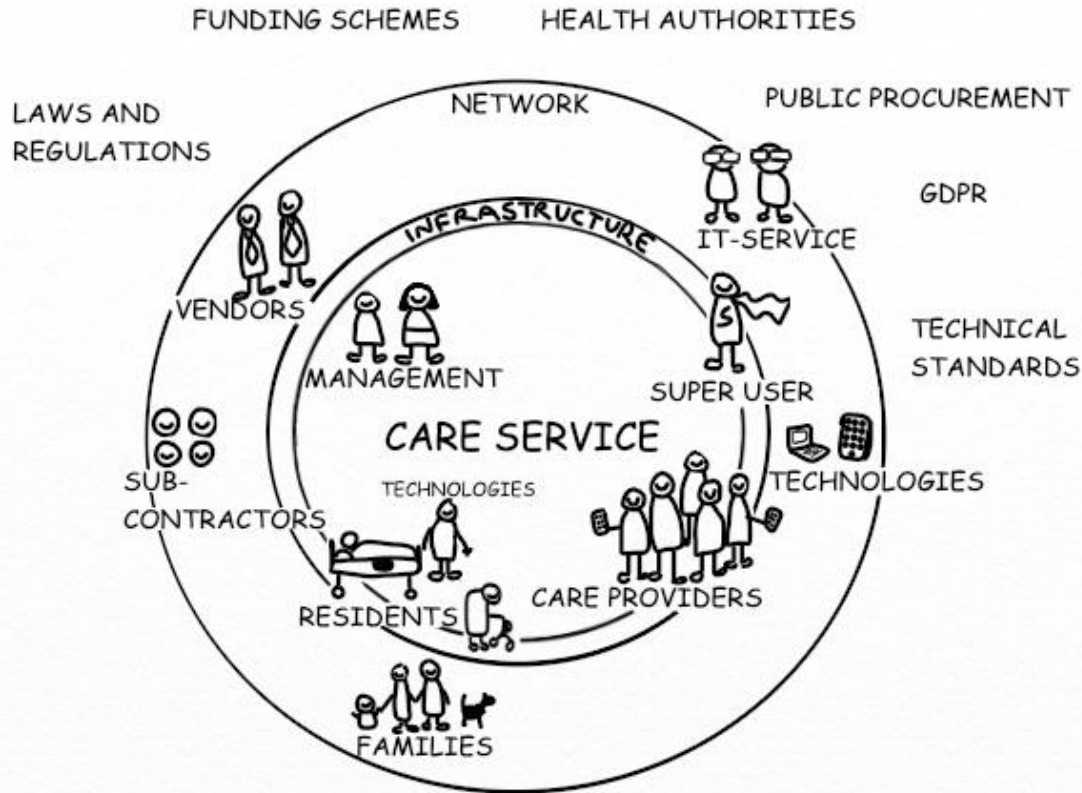 FUNDING SCHEMES
HEALTH AUTHORITIES
LAWS AND
REGULATIONS
NETWORK
PUBLIC PROCUREMENT
GDPR
INFRASTRUCTURE
IT-SERVICE
VENDORS
S
TECHNICAL
STANDARDS
MANAGEMENT
SUPER USER
CARE SERVICE
TECHNOLOGIES
SUB-
CONTRACTORS
TECHNOLOGIES
RESIDENTS
CARE PROVIDERS
FAMILIES